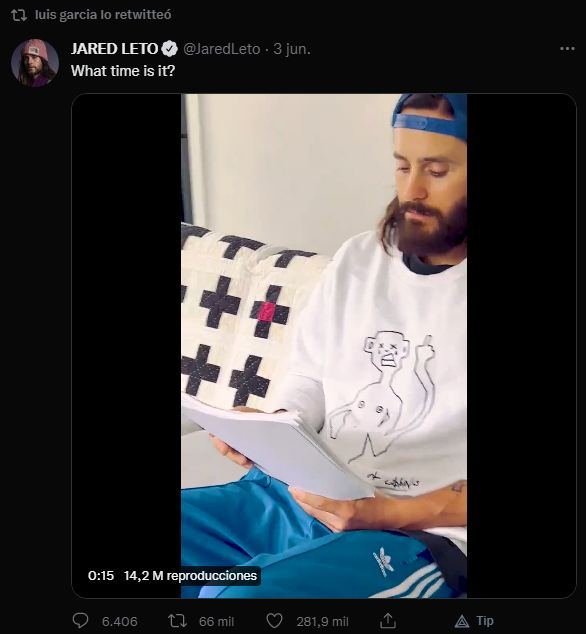 luis garcia lo retwitteó
JARED LETO @JaredLeto · 3 jun.
What time is it?
0:15 14,2 M reproducciones
6.406 66 mil 281,9 mil Tip